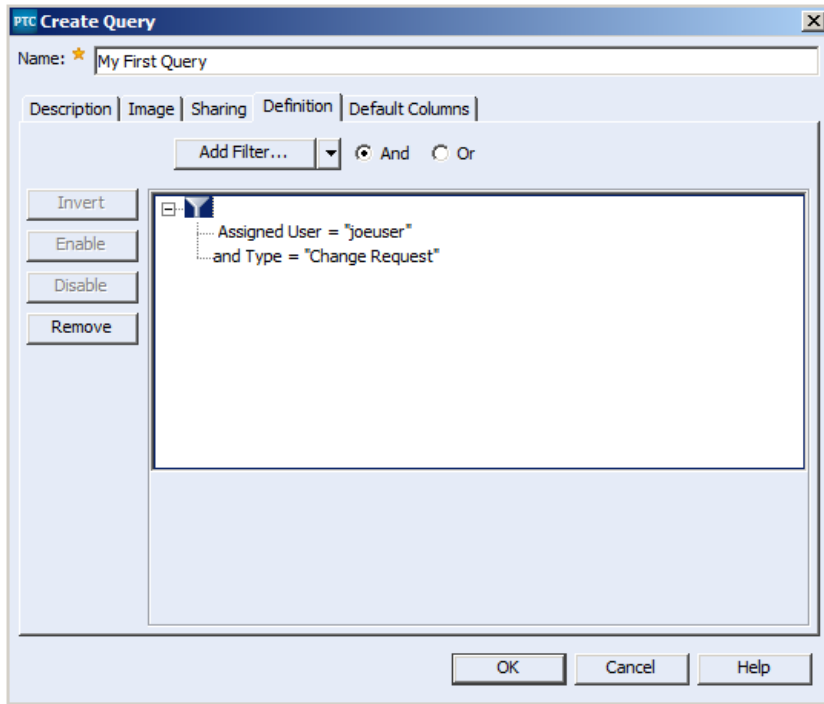 PTC Create Query
Name: My First Query
Description Image Sharing Definition Default Columns
Add Filter... And Or
Invert
Enable
Disable
Remove
Assigned User = "joeuser"
and Type = "Change Request"
OK Cancel Help